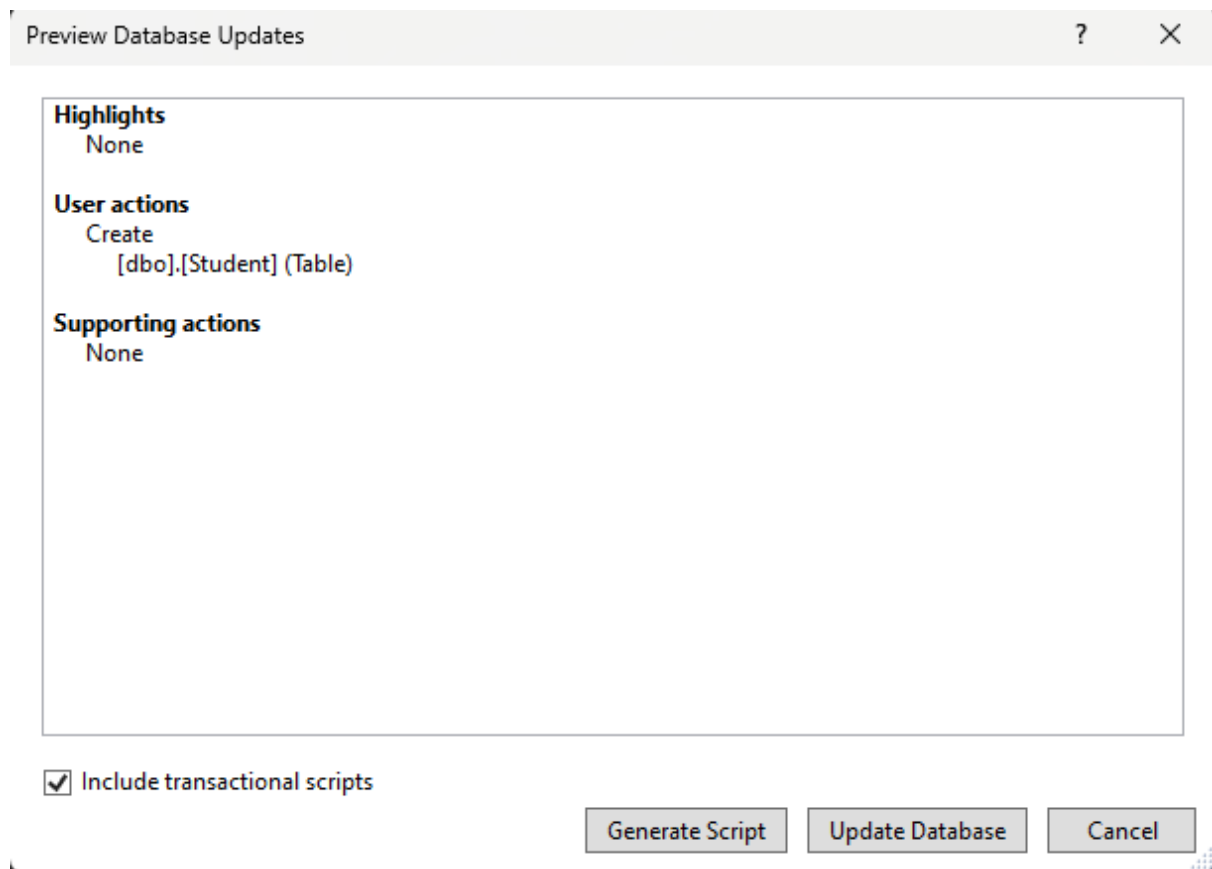 Preview Database Updates ?
Highlights
None
User actions
Create
[dbo].[Student] (Table)
Supporting actions
None
Include transactional scripts
Generate Script Update Database Cancel